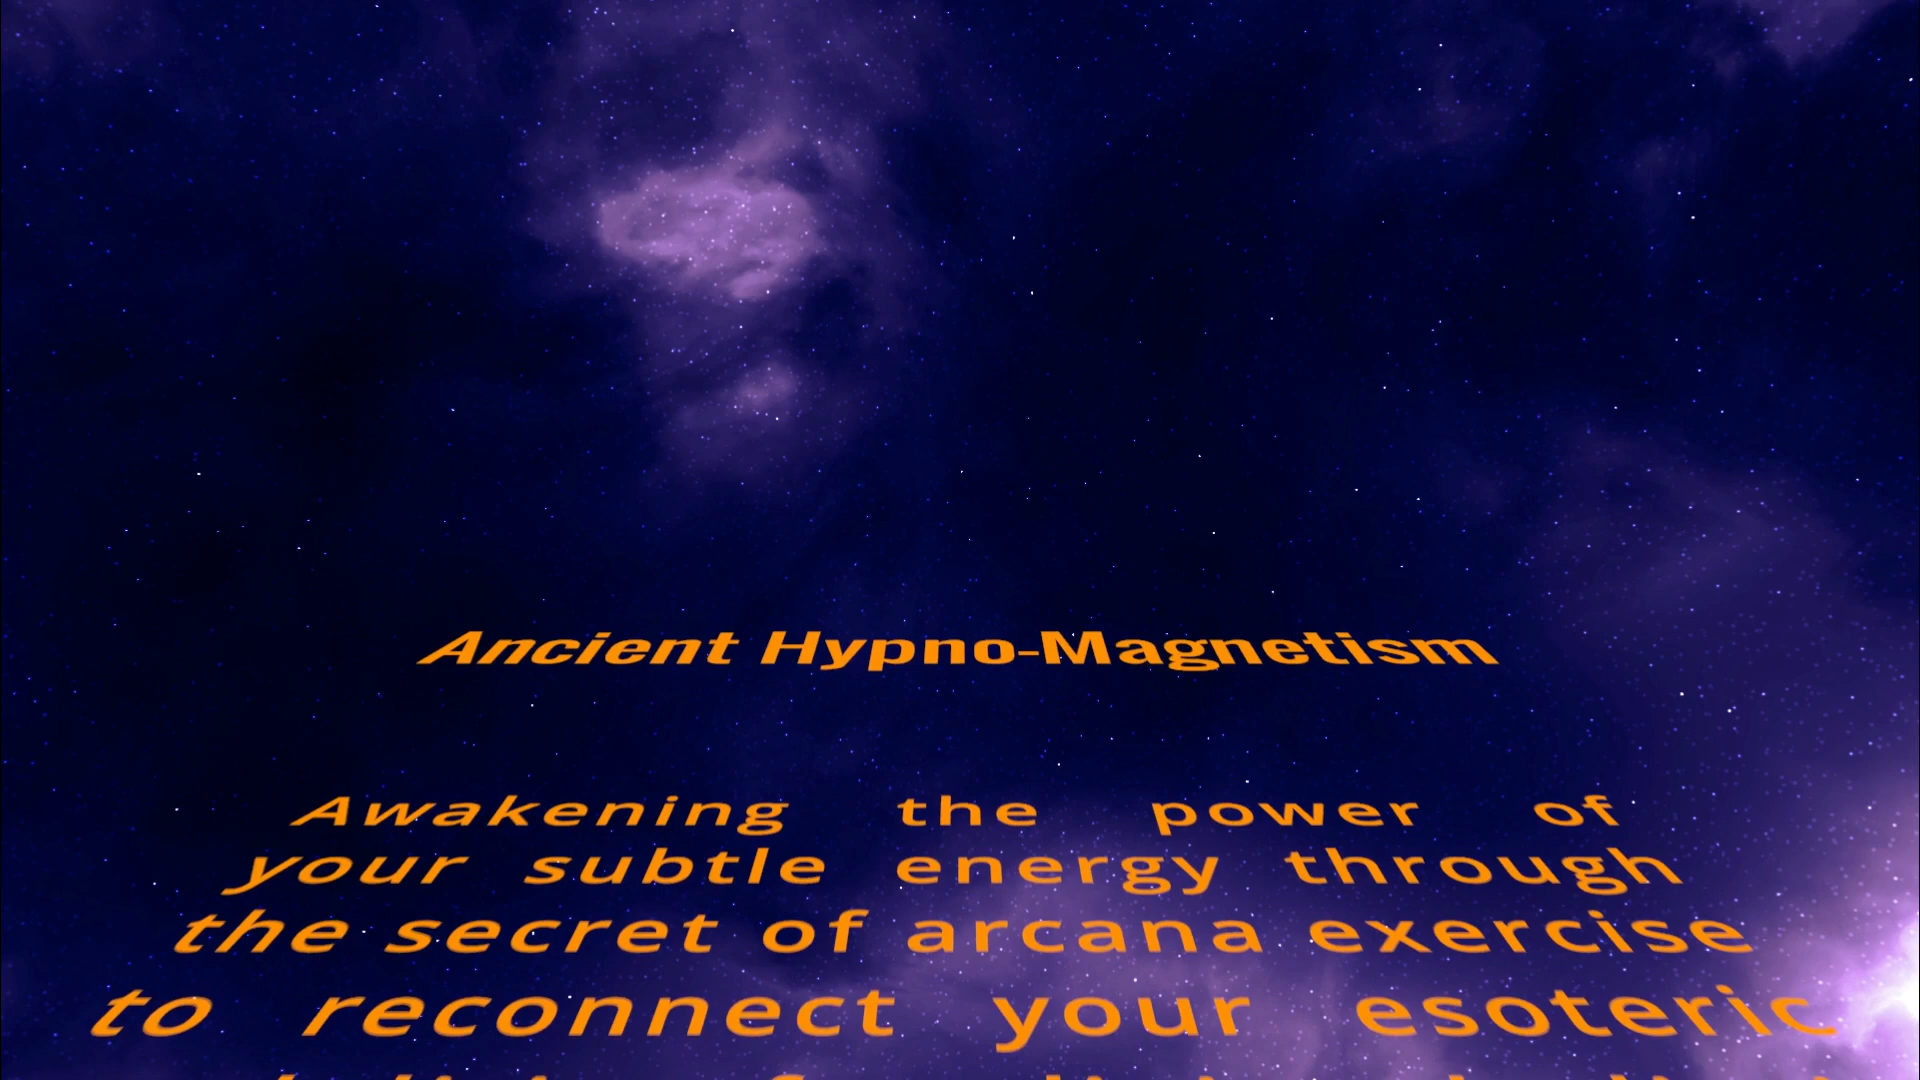 Ancient Hypno-Magnetism
Awakening the power of
your subtle energy through
the secret of arcana exercise
to reconnect your esoteric